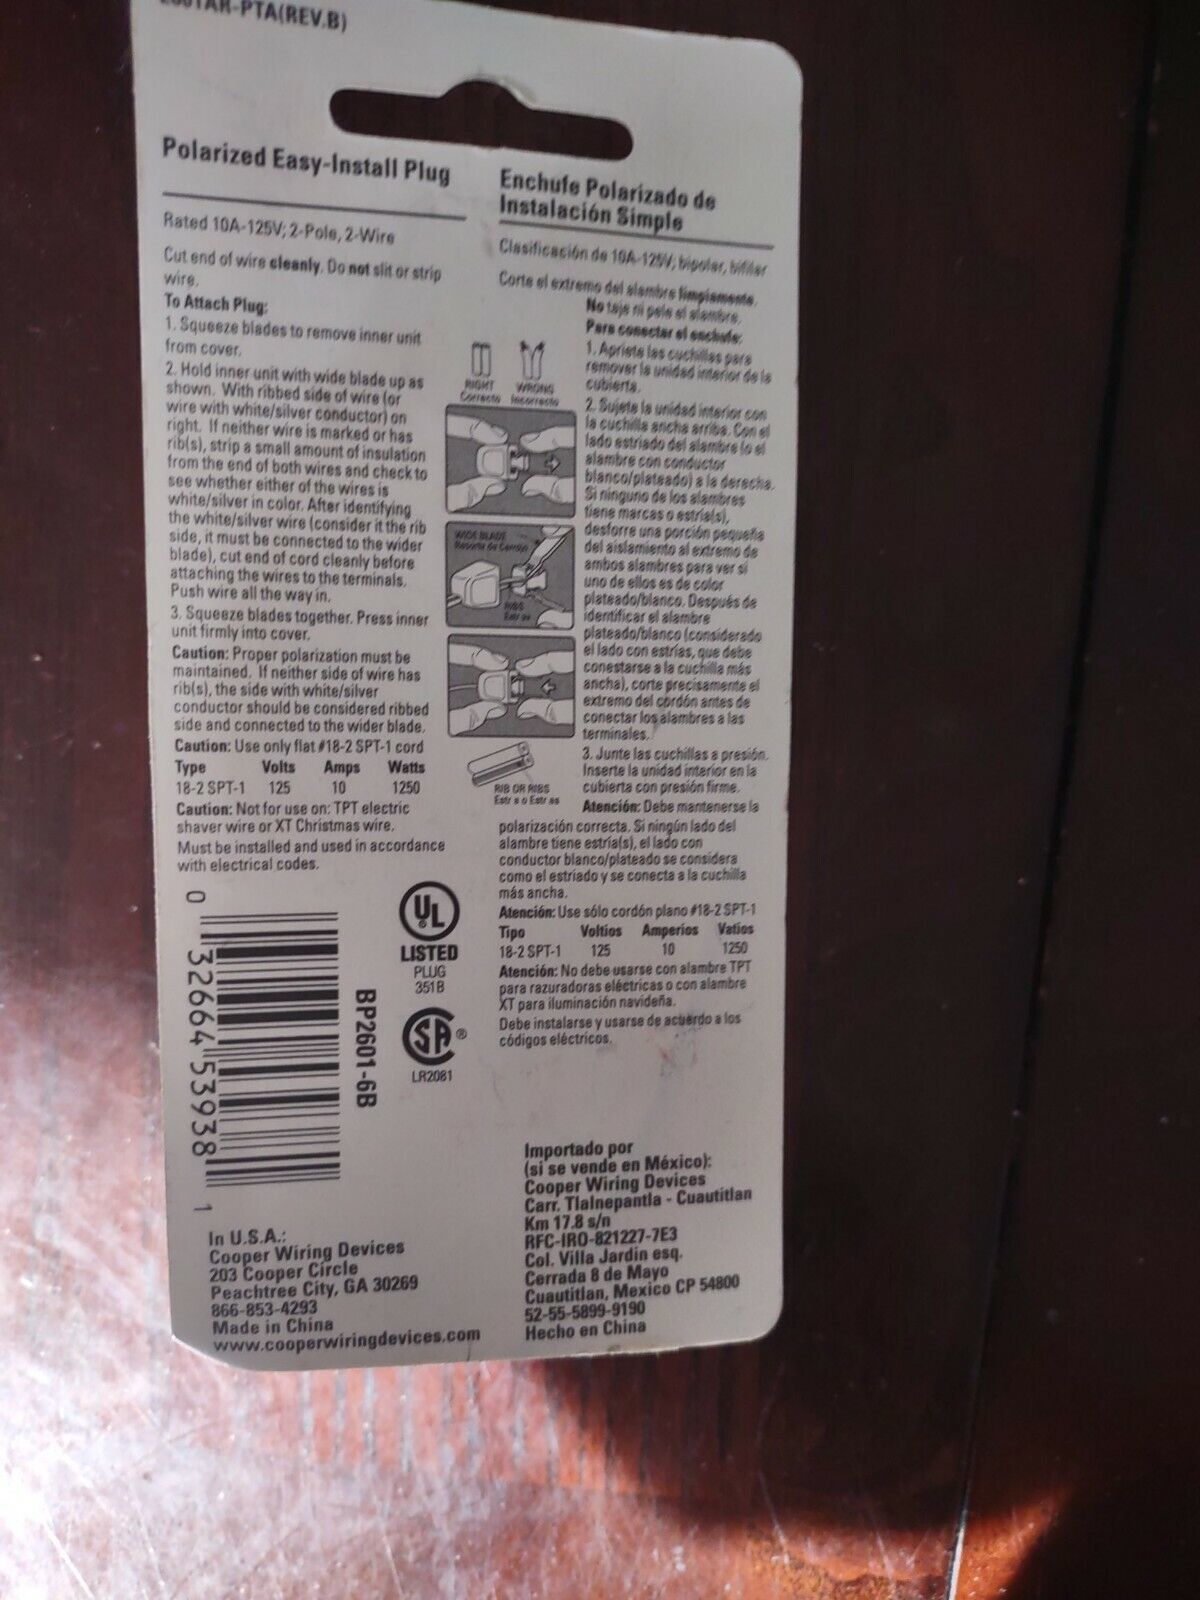 -PTA(REV.B)
Polarized Easy-Install Plug
Rated 10A-125V; 2-Pole, 2-Wire
Cut end of wire cleanly. Do not slit or strip
wire.
To Attach Plug:
1. Squeeze blades to remove inner unit
from cover.
2. Hold inner unit with wide blade up as
shown. With ribbed side of wire (or
wire with white/silver conductor) on
right. If neither wire is marked or has
rib(s), strip a small amount of insulation
from the end of both wires and check to
see whether either of the wires is
white/silver in color. After identifying
the white/silver wire (consider it the rib
side, it must be connected to the wider
blade), cut end of cord cleanly before
attaching the wires to the terminals.
Push wire all the way in.
3. Squeeze blades together. Press inner
unit firmly into cover.
Caution: Proper polarization must be
maintained. If neither side of wire has
rib(s), the side with white/silver
conductor should be considered ribbed
side and connected to the wider blade.
Caution: Use only flat #18-2 SPT-1 cord
Type Volts Amps Watts
18-2 SPT-1 125 10 1250
Caution: Not for use on: TPT electric
shaver wire or XT Christmas wire.
Must be installed and used in accordance
with electrical codes.
0 32664 53938 1
BP2601-6B
UL
LISTED
PLUG
351B
SA ®
LR2081
In U.S.A.:
Cooper Wiring Devices
203 Cooper Circle
Peachtree City, GA 30269
866-853-4293
Made in China
www.cooperwiringdevices.com
RIGHT WRONG
Correcto Incorrecto
WIDE BLADE
RIBS
RIB OR RIBS
Enchufe Polarizado de
Instalación Simple
Clasificación de 10A-125V; bipolar, bifilar
Corte el extremo del alambre limpiamente.
No taje ni pele el alambre.
Para conectar el enchufe:
1. Apriete las cuchillas para
remover la unidad interior de la
cubierta.
2. Sujete la unidad interior con
la cuchilla ancha arriba. Con el
lado estriado del alambre (o el
alambre con conductor
blanco/plateado) a la derecha.
Si ninguno de los alambres
tiene marcas o estría(s),
desforre una porción pequeña
del aislamiento al extremo de
ambos alambres para ver si
uno de ellos es de color
plateado/blanco. Después de
identificar el alambre
plateado/blanco (considerado
el lado con estrías, que debe
conestarse a la cuchilla más
ancha), corte precisamente el
extremo del cordón antes de
conectar los alambres a las
terminales.
3. Junte las cuchillas a presión.
Inserte la unidad interior en la
cubierta con presión firme.
Atención: Debe mantenerse la
polarización correcta. Si ningún lado del
alambre tiene estría(s), el lado con
conductor blanco/plateado se considera
como el estriado y se conecta a la cuchilla
más ancha.
Atención: Use sólo cordón plano #18-2 SPT-1
Tipo Voltios Amperios Vatios
18-2 SPT-1 125 10 1250
Atención: No debe usarse con alambre TPT
para razuradoras eléctricas o con alambre
XT para iluminación navideña.
Debe instalarse y usarse de acuerdo a los
códigos eléctricos.
Importado por
(si se vende en México):
Cooper Wiring Devices
Carr. Tlalnepantla - Cuautitlan
Km 17.8 s/n
RFC-IRO-821227-7E3
Col. Villa Jardin esq.
Cerrada 8 de Mayo
Cuautitlan, Mexico CP 54800
52-55-5899-9190
Hecho en China